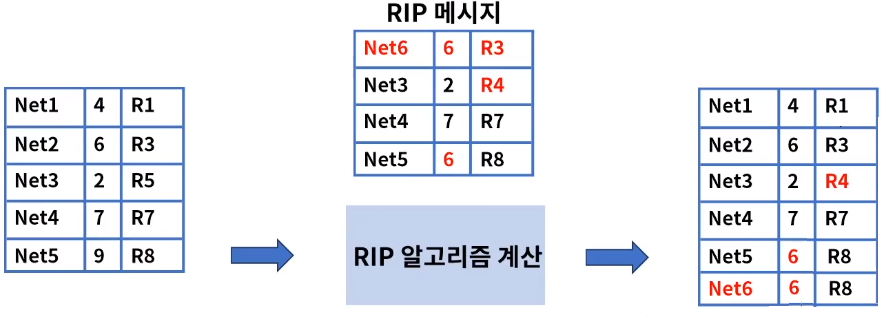 RIP 메시지
Net6 6 R3
Net3 2 R4
Net4 7 R7
Net5 6 R8
Net1 4 R1
Net2 6 R3
Net3 2 R5
Net4 7 R7
Net5 9 R8
RIP 알고리즘 계산
Net1 4 R1
Net2 6 R3
Net3 2 R4
Net4 7 R7
Net5 6 R8
Net6 6 R8